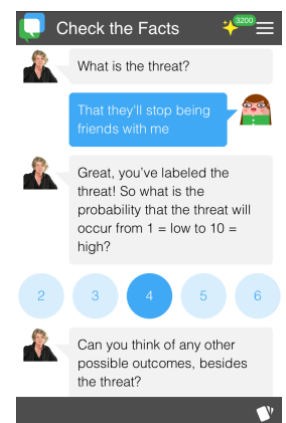 Check the Facts
3200
What is the threat?
That they'll stop being
friends with me
Great, you've labeled the
threat! So what is the
probability that the threat will
occur from 1 = low to 10 =
high?
2 3 4 5 6
Can you think of any other
possible outcomes, besides
the threat?